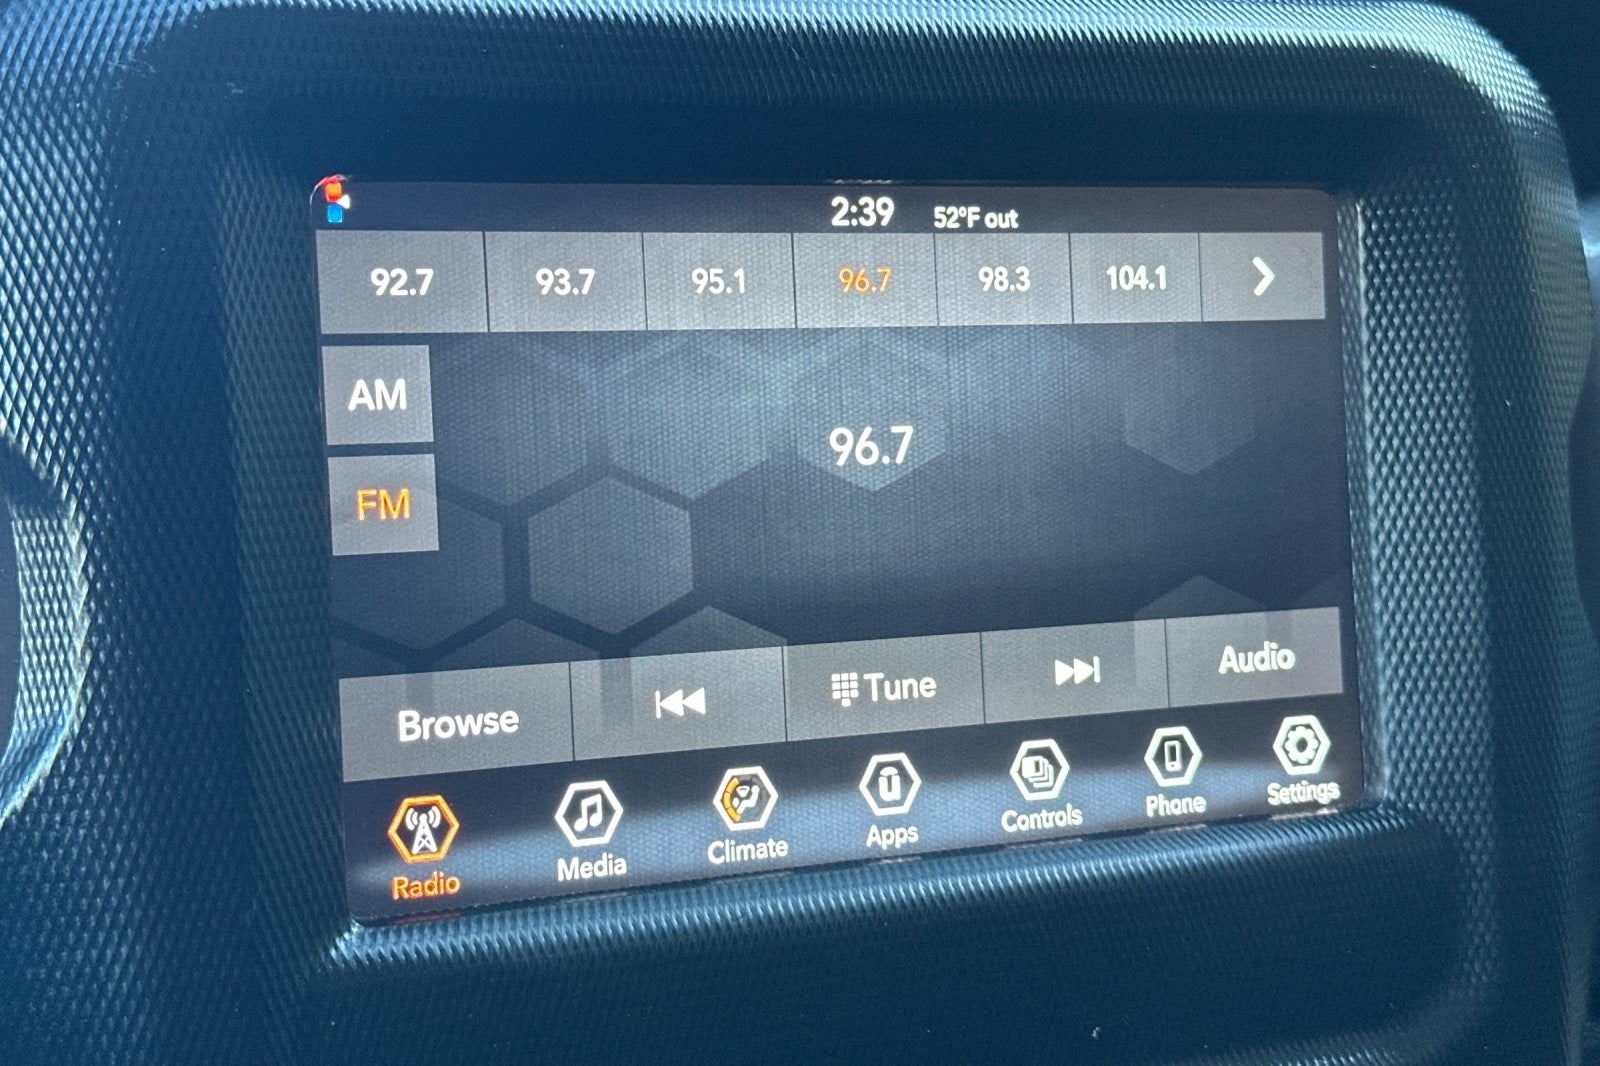 2:39 52°F out
92.7 93.7 95.1 96.7 98.3 104.1
AM
96.7
FM
Browse Tune Audio
Radio Media Climate Apps Controls Phone Settings